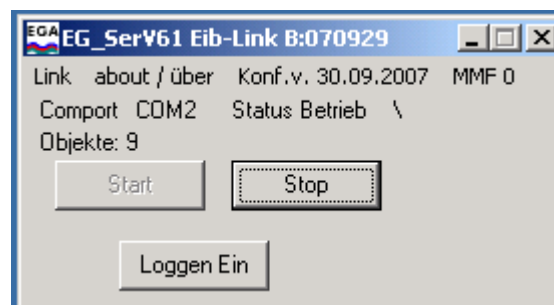 EGA EG_SerV61 Eib-Link B:070929
Link about / über Konf.v. 30.09.2007 MMF 0
Comport COM2 Status Betrieb \
Objekte: 9
Start Stop
Loggen Ein